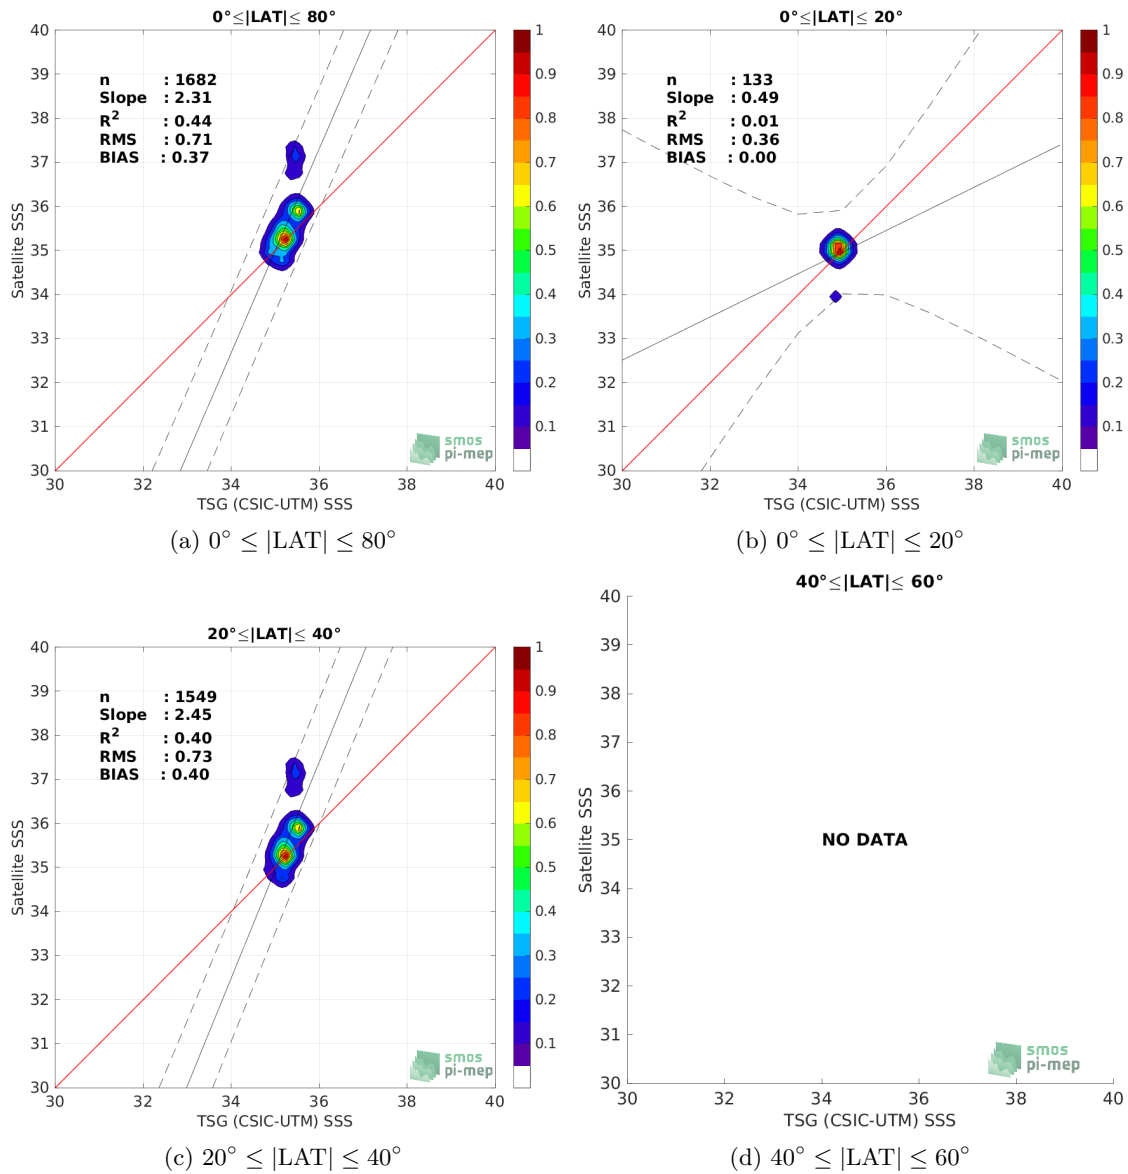 0°≤|LAT|≤ 80°
n : 1682
Slope : 2.31
R² : 0.44
RMS : 0.71
BIAS : 0.37
Satellite SSS
40
39
38
37
36
35
34
33
32
31
30
30 32 34 36 38 40
TSG (CSIC-UTM) SSS
1
0.9
0.8
0.7
0.6
0.5
0.4
0.3
0.2
0.1
smos
pi-mep
(a) 0° ≤ |LAT| ≤ 80°
0°≤|LAT|≤ 20°
n : 133
Slope : 0.49
R² : 0.01
RMS : 0.36
BIAS : 0.00
Satellite SSS
40
39
38
37
36
35
34
33
32
31
30
30 32 34 36 38 40
TSG (CSIC-UTM) SSS
1
0.9
0.8
0.7
0.6
0.5
0.4
0.3
0.2
0.1
smos
pi-mep
(b) 0° ≤ |LAT| ≤ 20°
20°≤|LAT|≤ 40°
n : 1549
Slope : 2.45
R² : 0.40
RMS : 0.73
BIAS : 0.40
Satellite SSS
40
39
38
37
36
35
34
33
32
31
30
30 32 34 36 38 40
TSG (CSIC-UTM) SSS
1
0.9
0.8
0.7
0.6
0.5
0.4
0.3
0.2
0.1
smos
pi-mep
(c) 20° ≤ |LAT| ≤ 40°
40°≤|LAT|≤ 60°
NO DATA
Satellite SSS
40
39
38
37
36
35
34
33
32
31
30
30 32 34 36 38 40
TSG (CSIC-UTM) SSS
smos
pi-mep
(d) 40° ≤ |LAT| ≤ 60°